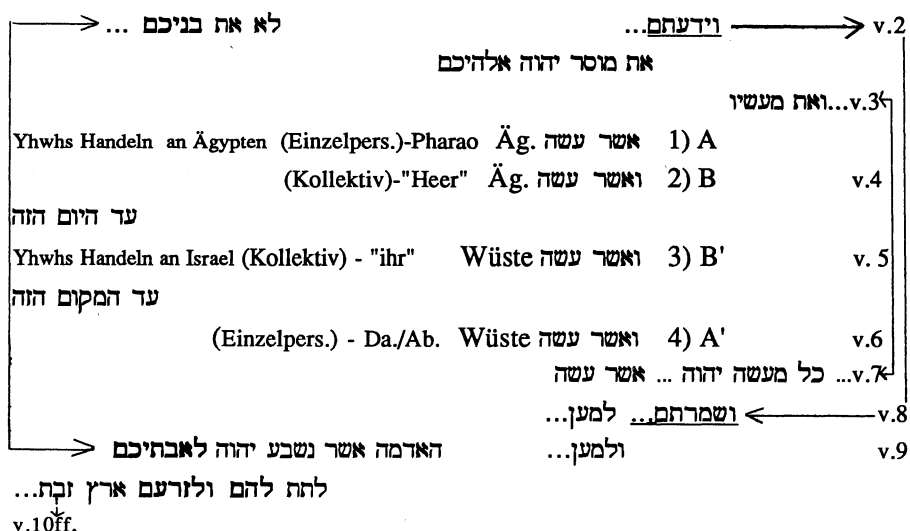 v.2 וידעתם... לא את בניכם ...
את מוסר יהוה אלהיכם
v.3...ואת מעשיו
1) A אשר עשה Äg. Yhwhs Handeln an Ägypten (Einzelpers.)-Pharao
v.4 2) B ואשר עשה Äg. (Kollektiv)-"Heer"
עד היום הזה
v. 5 3) B' ואשר עשה Wüste Yhwhs Handeln an Israel (Kollektiv) - "ihr"
עד המקום הזה
v.6 4) A' ואשר עשה Wüste (Einzelpers.) - Da./Ab.
v.7... כל מעשה יהוה ... אשר עשה
v.8 ושמרתם... למען...
v.9 ולמען... האדמה אשר נשבע יהוה לאבתיכם
לתת להם ולזרעם ארץ זבת...
v.10ff.